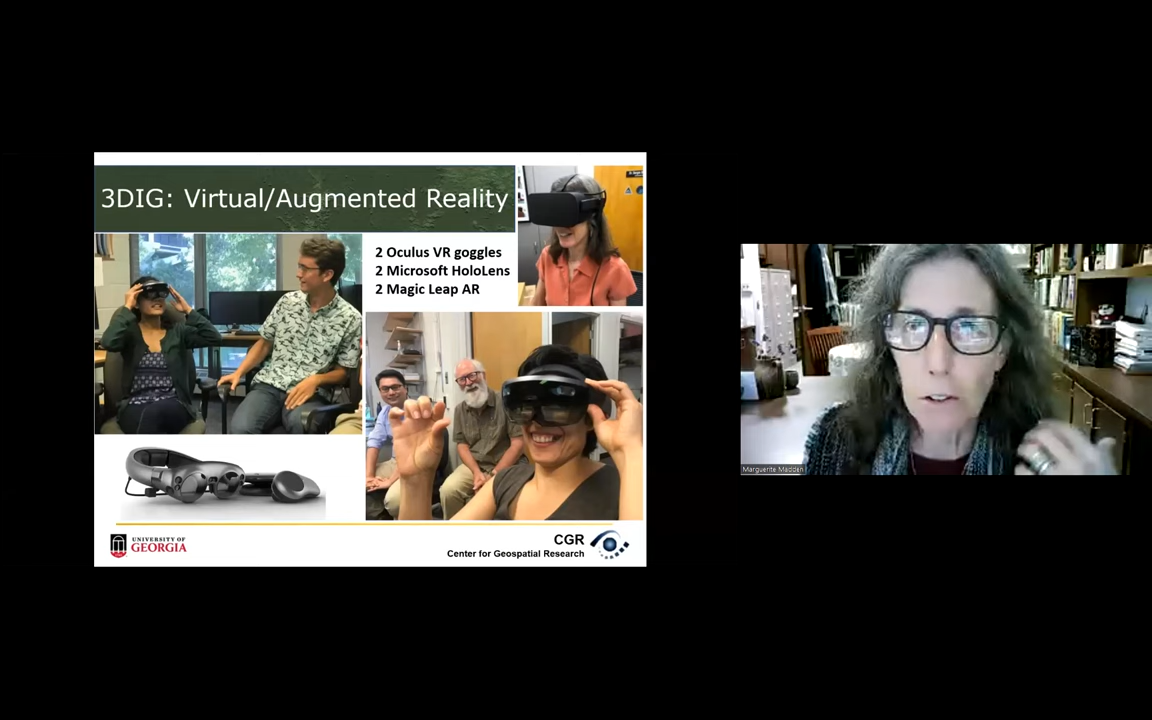 3DIG: Virtual/Augmented Reality
2 Oculus VR goggles
2 Microsoft HoloLens
2 Magic Leap AR
UNIVERSITY OF
GEORGIA
CGR
Center for Geospatial Research
Marguerite Madden